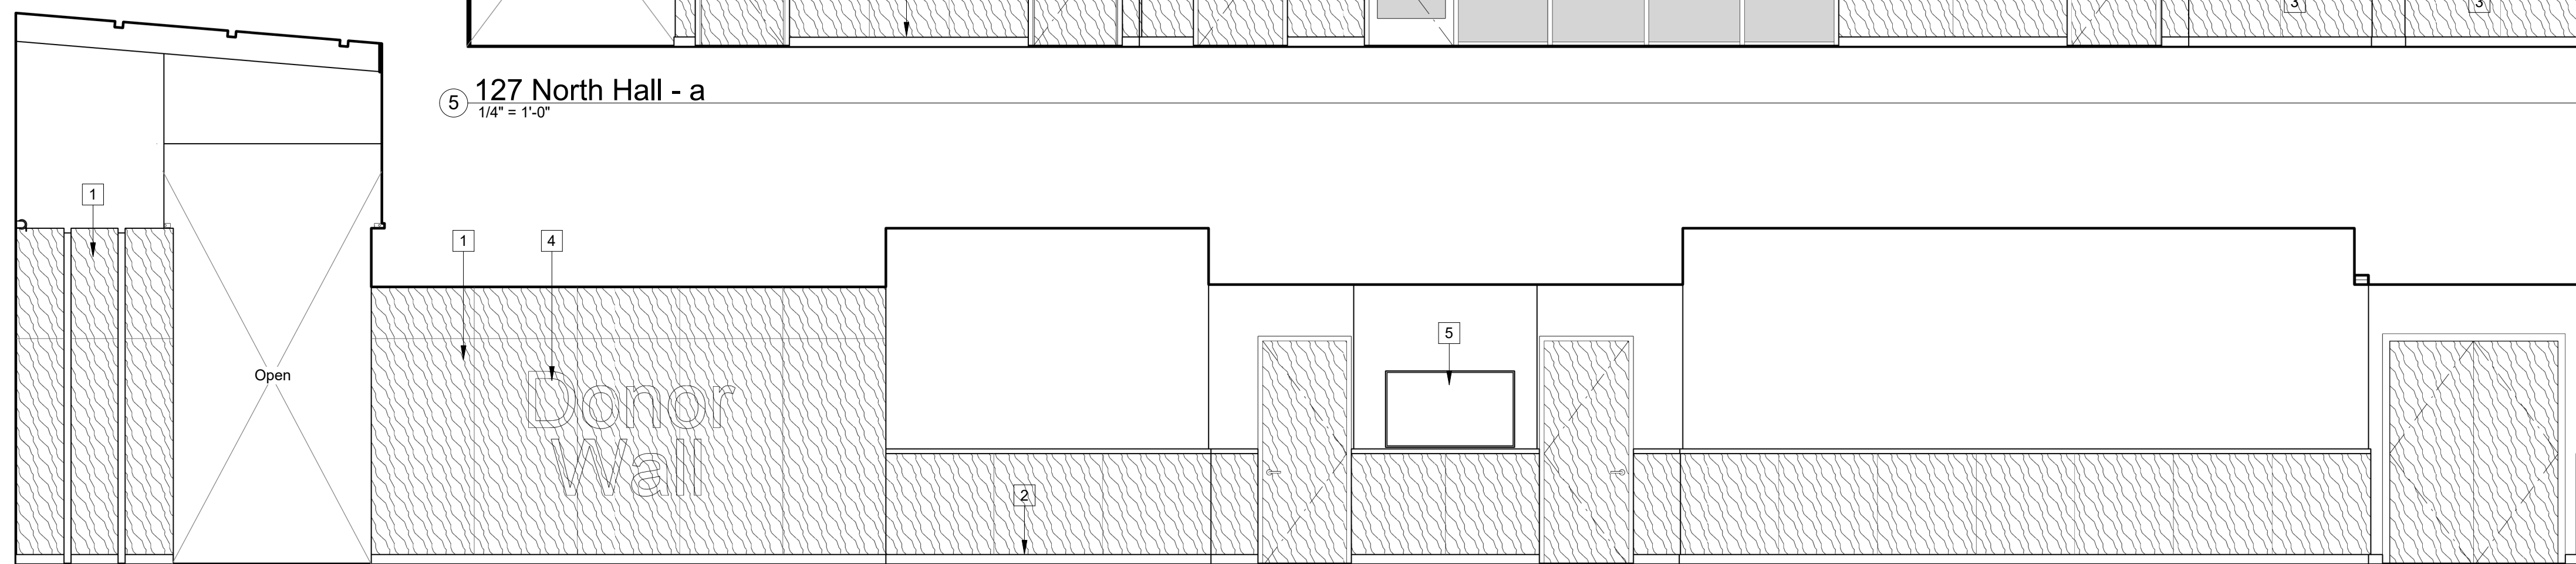 3
3
5
127 North Hall - a
1/4" = 1'-0"
1
1
4
5
Open
Donor
Wall
2